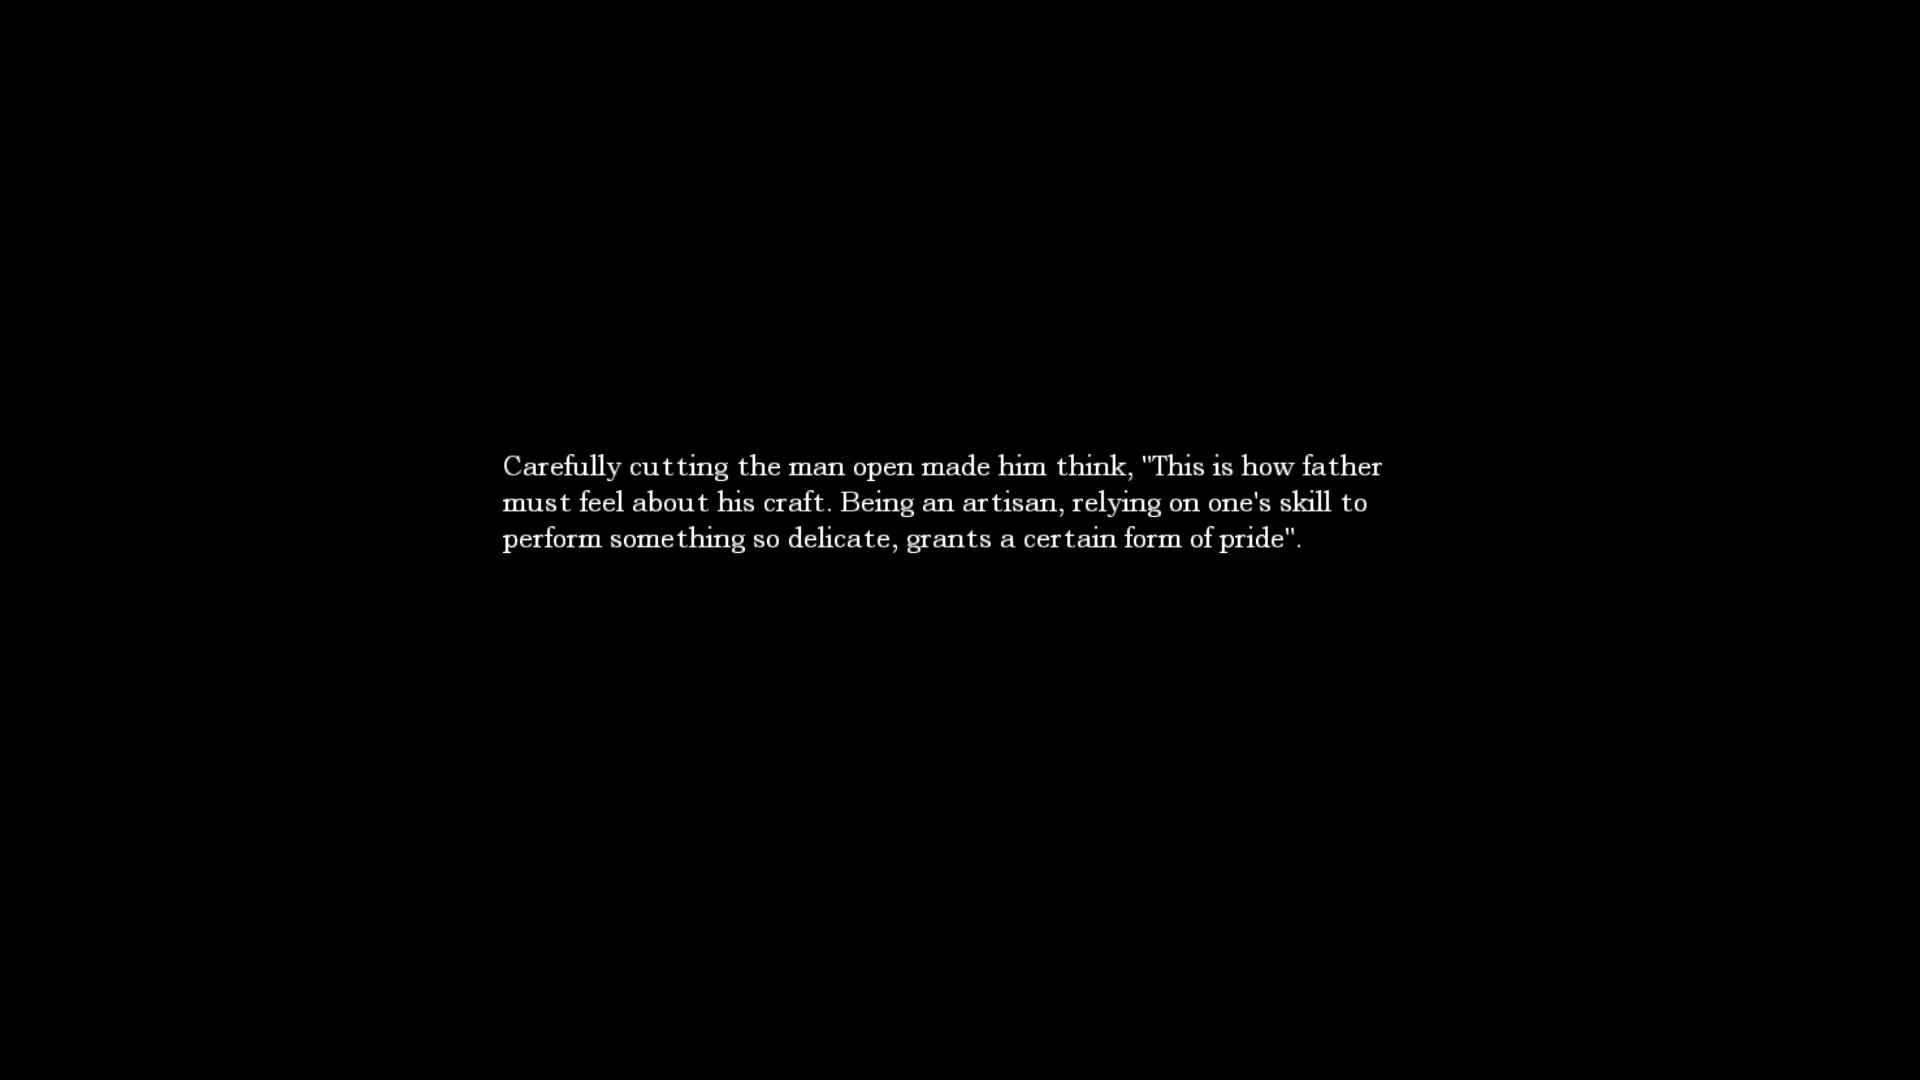 Carefully cutting the man open made him think, "This is how father
must feel about his craft. Being an artisan, relying on one's skill to
perform something so delicate, grants a certain form of pride".